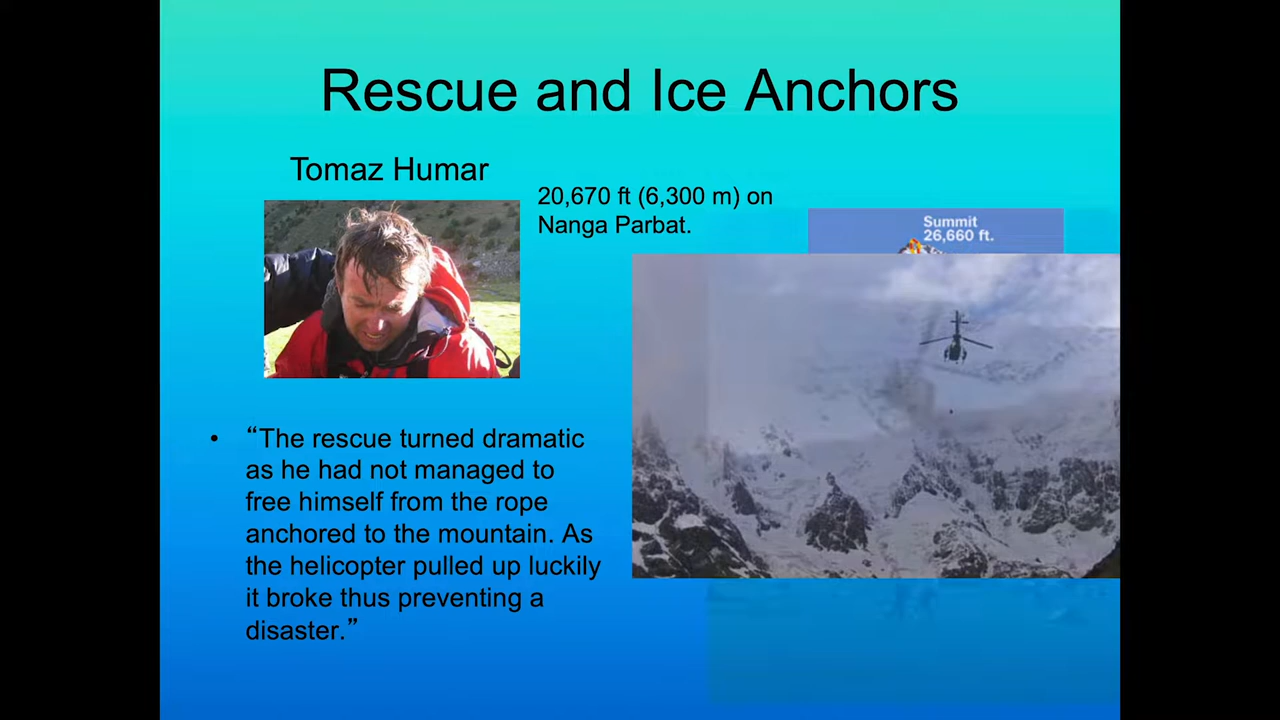 Rescue and Ice Anchors
Tomaz Humar
20,670 ft (6,300 m) on
Nanga Parbat.
Summit
26,660 ft.
• “The rescue turned dramatic
as he had not managed to
free himself from the rope
anchored to the mountain. As
the helicopter pulled up luckily
it broke thus preventing a
disaster.”